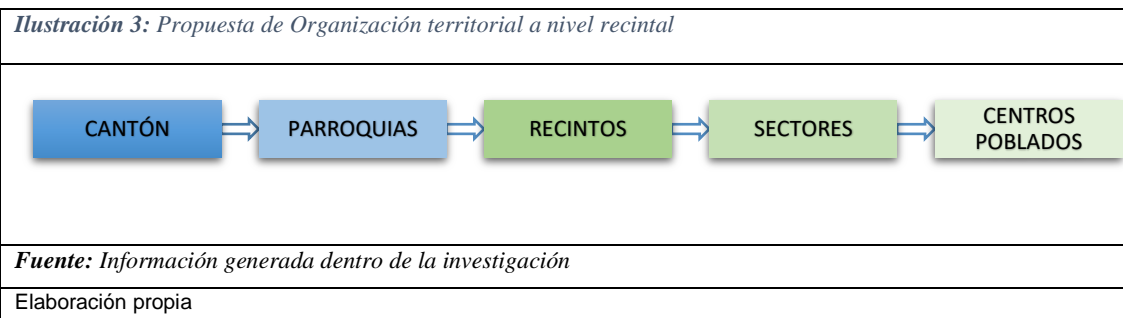 Ilustración 3: Propuesta de Organización territorial a nivel recintal
CANTÓN
PARROQUIAS
RECINTOS
SECTORES
CENTROS
POBLADOS
Fuente: Información generada dentro de la investigación
Elaboración propia